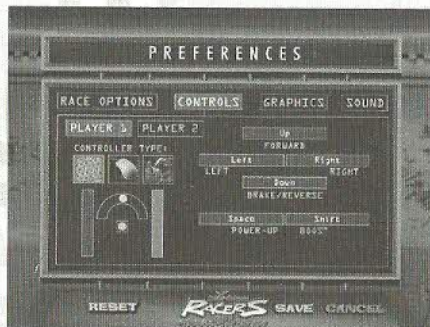 PREFERENCES
RACE OPTIONS CONTROLS GRAPHICS SOUND
PLAYER 1 PLAYER 2
CONTROLLER TYPE:
Up
FORWARD
Left Right
LEFT RIGHT
Down
BRAKE/REVERSE
Space Shift
POWER-UP BOOST
RESET RACERS SAVE CANCEL